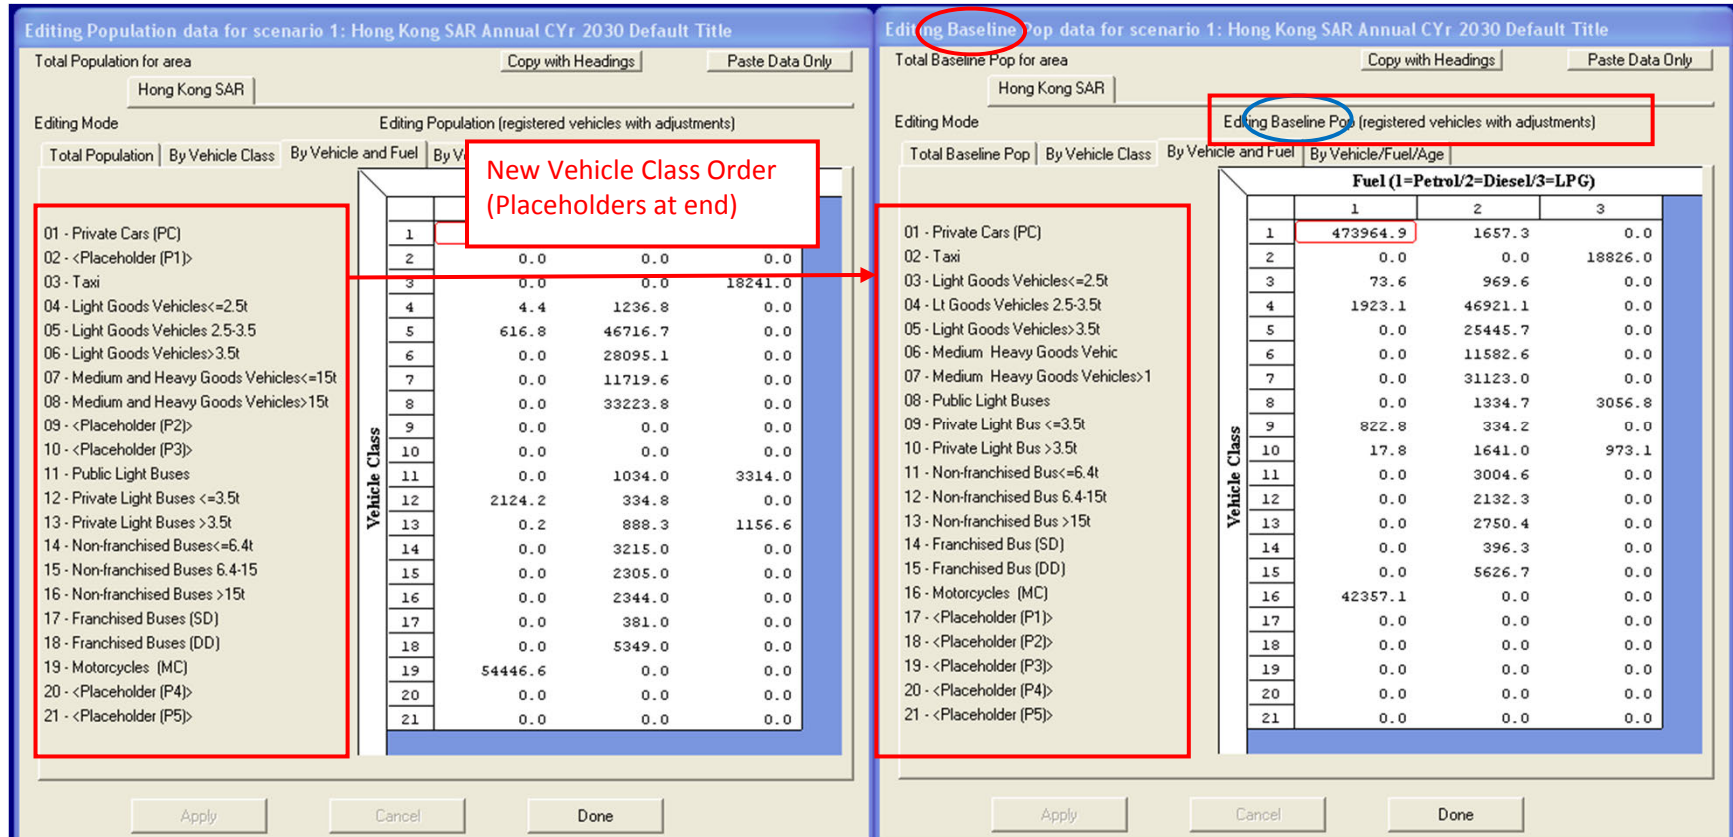 Editing Population data for scenario 1: Hong Kong SAR Annual CYr 2030 Default Title
Total Population for area
Copy with Headings
Paste Data Only
Hong Kong SAR
Editing Mode
Editing Population (registered vehicles with adjustments)
Total Population
By Vehicle Class
By Vehicle and Fuel
New Vehicle Class Order
(Placeholders at end)
01 - Private Cars (PC)
02 - <Placeholder (P1)>
03 - Taxi
04 - Light Goods Vehicles<=2.5t
05 - Light Goods Vehicles 2.5-3.5
06 - Light Goods Vehicles>3.5t
07 - Medium and Heavy Goods Vehicles<=15t
08 - Medium and Heavy Goods Vehicles>15t
09 - <Placeholder (P2)>
10 - <Placeholder (P3)>
11 - Public Light Buses
12 - Private Light Buses <=3.5t
13 - Private Light Buses >3.5t
14 - Non-franchised Buses<=6.4t
15 - Non-franchised Buses 6.4-15
16 - Non-franchised Buses >15t
17 - Franchised Buses (SD)
18 - Franchised Buses (DD)
19 - Motorcycles (MC)
20 - <Placeholder (P4)>
21 - <Placeholder (P5)>
Vehicle Class
1
2 0.0 0.0 0.0
3 0.0 0.0 18241.0
4 4.4 1236.8 0.0
5 616.8 46716.7 0.0
6 0.0 28095.1 0.0
7 0.0 11719.6 0.0
8 0.0 33223.8 0.0
9 0.0 0.0 0.0
10 0.0 0.0 0.0
11 0.0 1034.0 3314.0
12 2124.2 334.8 0.0
13 0.2 888.3 1156.6
14 0.0 3215.0 0.0
15 0.0 2305.0 0.0
16 0.0 2344.0 0.0
17 0.0 381.0 0.0
18 0.0 5349.0 0.0
19 54446.6 0.0 0.0
20 0.0 0.0 0.0
21 0.0 0.0 0.0
Apply
Cancel
Done
Editing Baseline Pop data for scenario 1: Hong Kong SAR Annual CYr 2030 Default Title
Total Baseline Pop for area
Copy with Headings
Paste Data Only
Hong Kong SAR
Editing Mode
Editing Baseline Pop (registered vehicles with adjustments)
Total Baseline Pop
By Vehicle Class
By Vehicle and Fuel
By Vehicle/Fuel/Age
01 - Private Cars (PC)
02 - Taxi
03 - Light Goods Vehicles<=2.5t
04 - Lt Goods Vehicles 2.5-3.5t
05 - Light Goods Vehicles>3.5t
06 - Medium Heavy Goods Vehic
07 - Medium Heavy Goods Vehicles>1
08 - Public Light Buses
09 - Private Light Bus <=3.5t
10 - Private Light Bus >3.5t
11 - Non-franchised Bus<=6.4t
12 - Non-franchised Bus 6.4-15t
13 - Non-franchised Bus >15t
14 - Franchised Bus (SD)
15 - Franchised Bus (DD)
16 - Motorcycles (MC)
17 - <Placeholder (P1)>
18 - <Placeholder (P2)>
19 - <Placeholder (P3)>
20 - <Placeholder (P4)>
21 - <Placeholder (P5)>
Vehicle Class
Fuel (1=Petrol/2=Diesel/3=LPG)
1 2 3
1 473964.9 1657.3 0.0
2 0.0 0.0 18826.0
3 73.6 969.6 0.0
4 1923.1 46921.1 0.0
5 0.0 25445.7 0.0
6 0.0 11582.6 0.0
7 0.0 31123.0 0.0
8 0.0 1334.7 3056.8
9 822.8 334.2 0.0
10 17.8 1641.0 973.1
11 0.0 3004.6 0.0
12 0.0 2132.3 0.0
13 0.0 2750.4 0.0
14 0.0 396.3 0.0
15 0.0 5626.7 0.0
16 42357.1 0.0 0.0
17 0.0 0.0 0.0
18 0.0 0.0 0.0
19 0.0 0.0 0.0
20 0.0 0.0 0.0
21 0.0 0.0 0.0
Apply
Cancel
Done